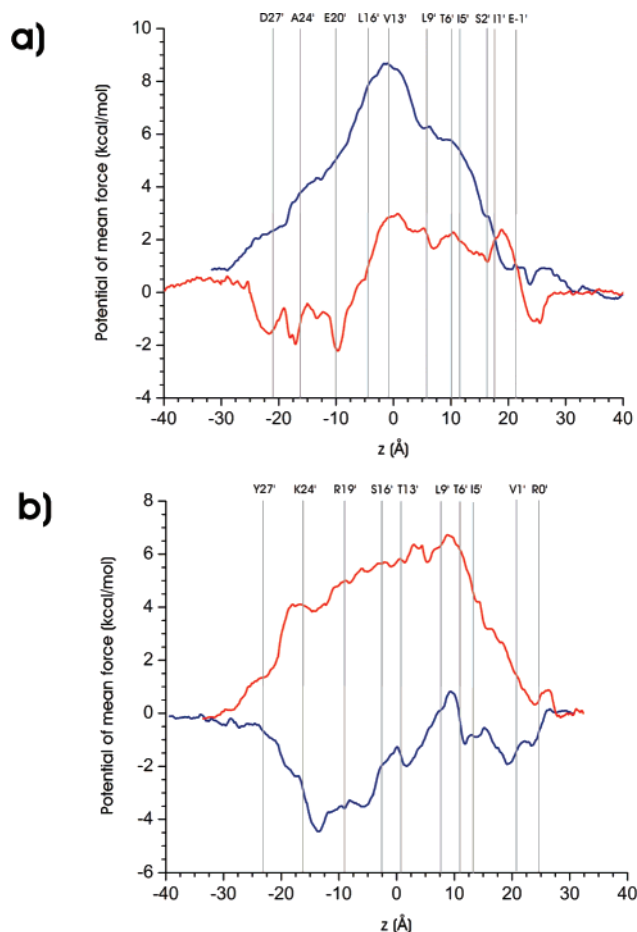 a)
D27' A24' E20' L16' V13' L9' T6' I5' S2' I1' E-1'
10
8
6
4
2
0
-2
-4
Potential of mean force (kcal/mol)
-40 -30 -20 -10 0 10 20 30 40
z (Å)
b)
Y27' K24' R19' S16' T13' L9' T6' I5' V1' R0'
8
6
4
2
0
-2
-4
-6
Potential of mean force (kcal/mol)
-40 -30 -20 -10 0 10 20 30 40
z (Å)